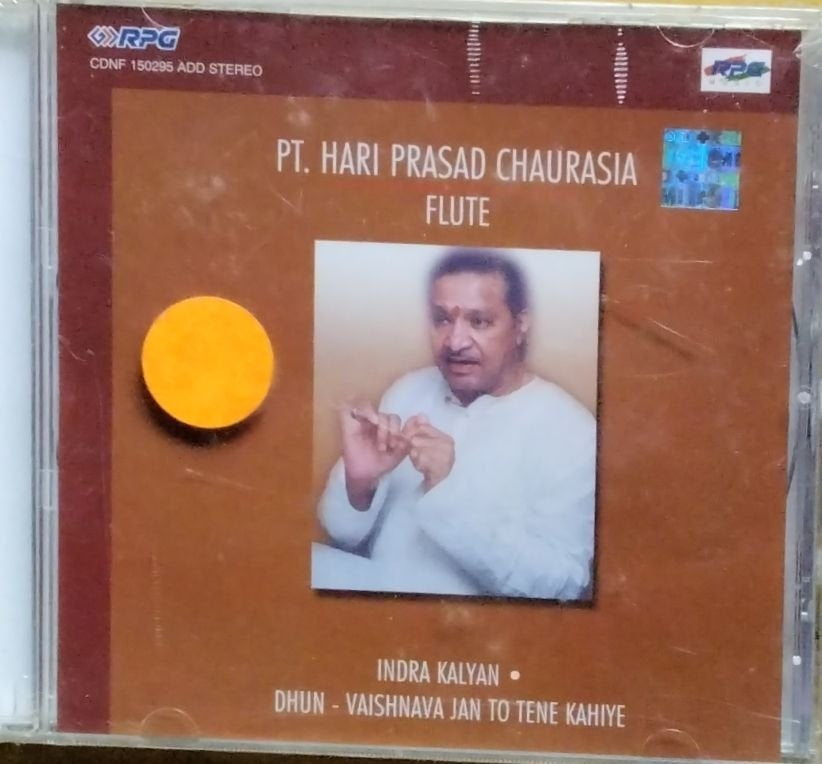 RPG
CDNF 150295 ADD STEREO
RPG
MUSIC
PT. HARI PRASAD CHAURASIA
FLUTE
INDRA KALYAN •
DHUN - VAISHNAVA JAN TO TENE KAHIYE